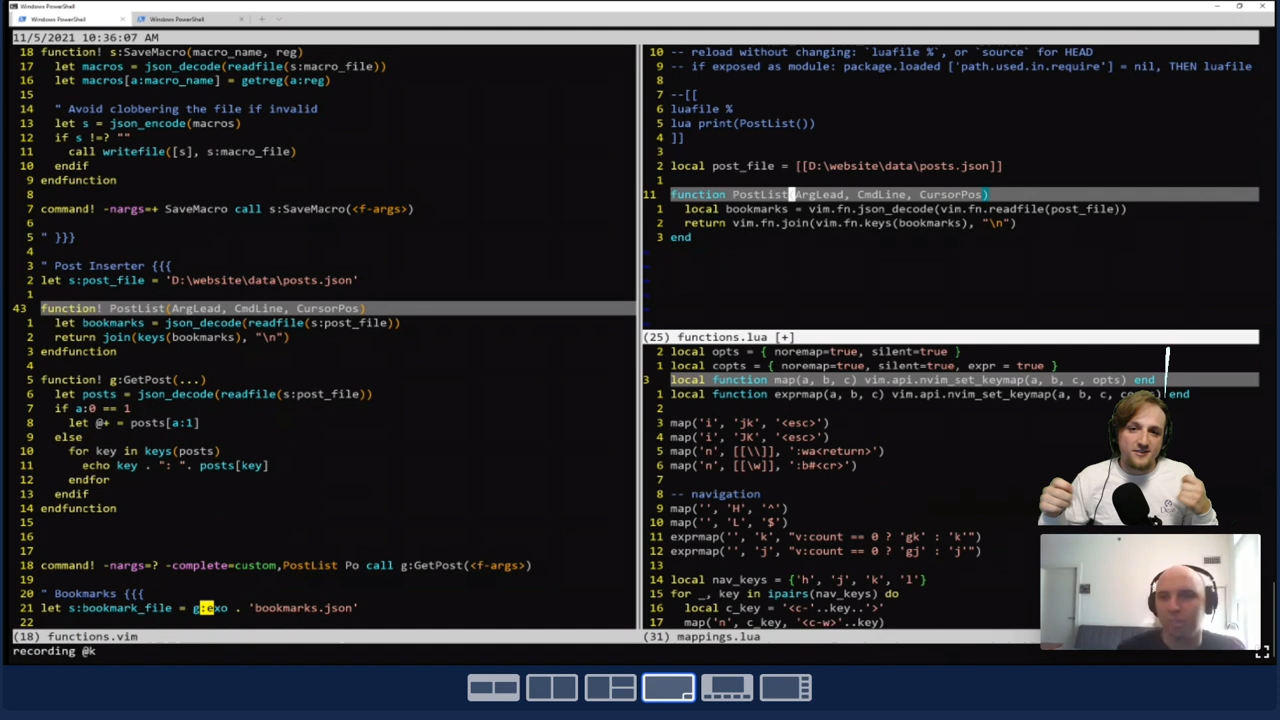 Windows PowerShell
Windows PowerShell
Windows PowerShell
11/5/2021 10:36:07 AM
18 function! s:SaveMacro(macro_name, reg)
17   let macros = json_decode(readfile(s:macro_file))
16   let macros[a:macro_name] = getreg(a:reg)
15
14   " Avoid clobbering the file if invalid
13   let s = json_encode(macros)
12   if s !=? ""
11     call writefile([s], s:macro_file)
10   endif
9 endfunction
8
7 command! -nargs=+ SaveMacro call s:SaveMacro(<f-args>)
6
5 " }}}
4
3 " Post Inserter {{{
2 let s:post_file = 'D:\website\data\posts.json'
1
43 function! PostList(ArgLead, CmdLine, CursorPos)
1   let bookmarks = json_decode(readfile(s:post_file))
2   return join(keys(bookmarks), "\n")
3 endfunction
4
5 function! g:GetPost(...)
6   let posts = json_decode(readfile(s:post_file))
7   if a:0 == 1
8     let @+ = posts[a:1]
9   else
10     for key in keys(posts)
11       echo key . ": ". posts[key]
12     endfor
13   endif
14 endfunction
15
16
17
18 command! -nargs=? -complete=custom,PostList Po call g:GetPost(<f-args>)
19
20 " Bookmarks {{{
21 let s:bookmark_file = g:exo . 'bookmarks.json'
22
(18) functions.vim
recording @k
10 -- reload without changing: `luafile %`, or `source` for HEAD
9 -- if exposed as module: package.loaded ['path.used.in.require'] = nil, THEN luafile
8
7 --[[
6 luafile %
5 lua print(PostList())
4 ]]
3
2 local post_file = [[D:\website\data\posts.json]]
1
11 function PostList(ArgLead, CmdLine, CursorPos)
1   local bookmarks = vim.fn.json_decode(vim.fn.readfile(post_file))
2   return vim.fn.join(vim.fn.keys(bookmarks), "\n")
3 end
(25) functions.lua [+]
2 local opts = { noremap=true, silent=true }
1 local copts = { noremap=true, silent=true, expr = true }
3 local function map(a, b, c) vim.api.nvim_set_keymap(a, b, c, opts) end
1 local function exprmap(a, b, c) vim.api.nvim_set_keymap(a, b, c, end
2
3 map('i', 'jk', '<esc>')
4 map('i', 'JK', '<esc>')
5 map('n', [[\\]], ':wa<return>')
6 map('n', [[\w]], ':b#<cr>')
7
8 -- navigation
9 map('', 'H', '^')
10 map('', 'L', '$')
11 exprmap('', 'k', "v:count == 0 ? 'gk' : 'k'")
12 exprmap('', 'j', "v:count == 0 ? 'gj' : 'j'")
13
14 local nav_keys = {'h', 'j', 'k', 'l'}
15 for _, key in ipairs(nav_keys) do
16   local c_key = '<c-'..key..'>'
17   map('n', c_key, '<c-w>'..key)
(31) mappings.lua